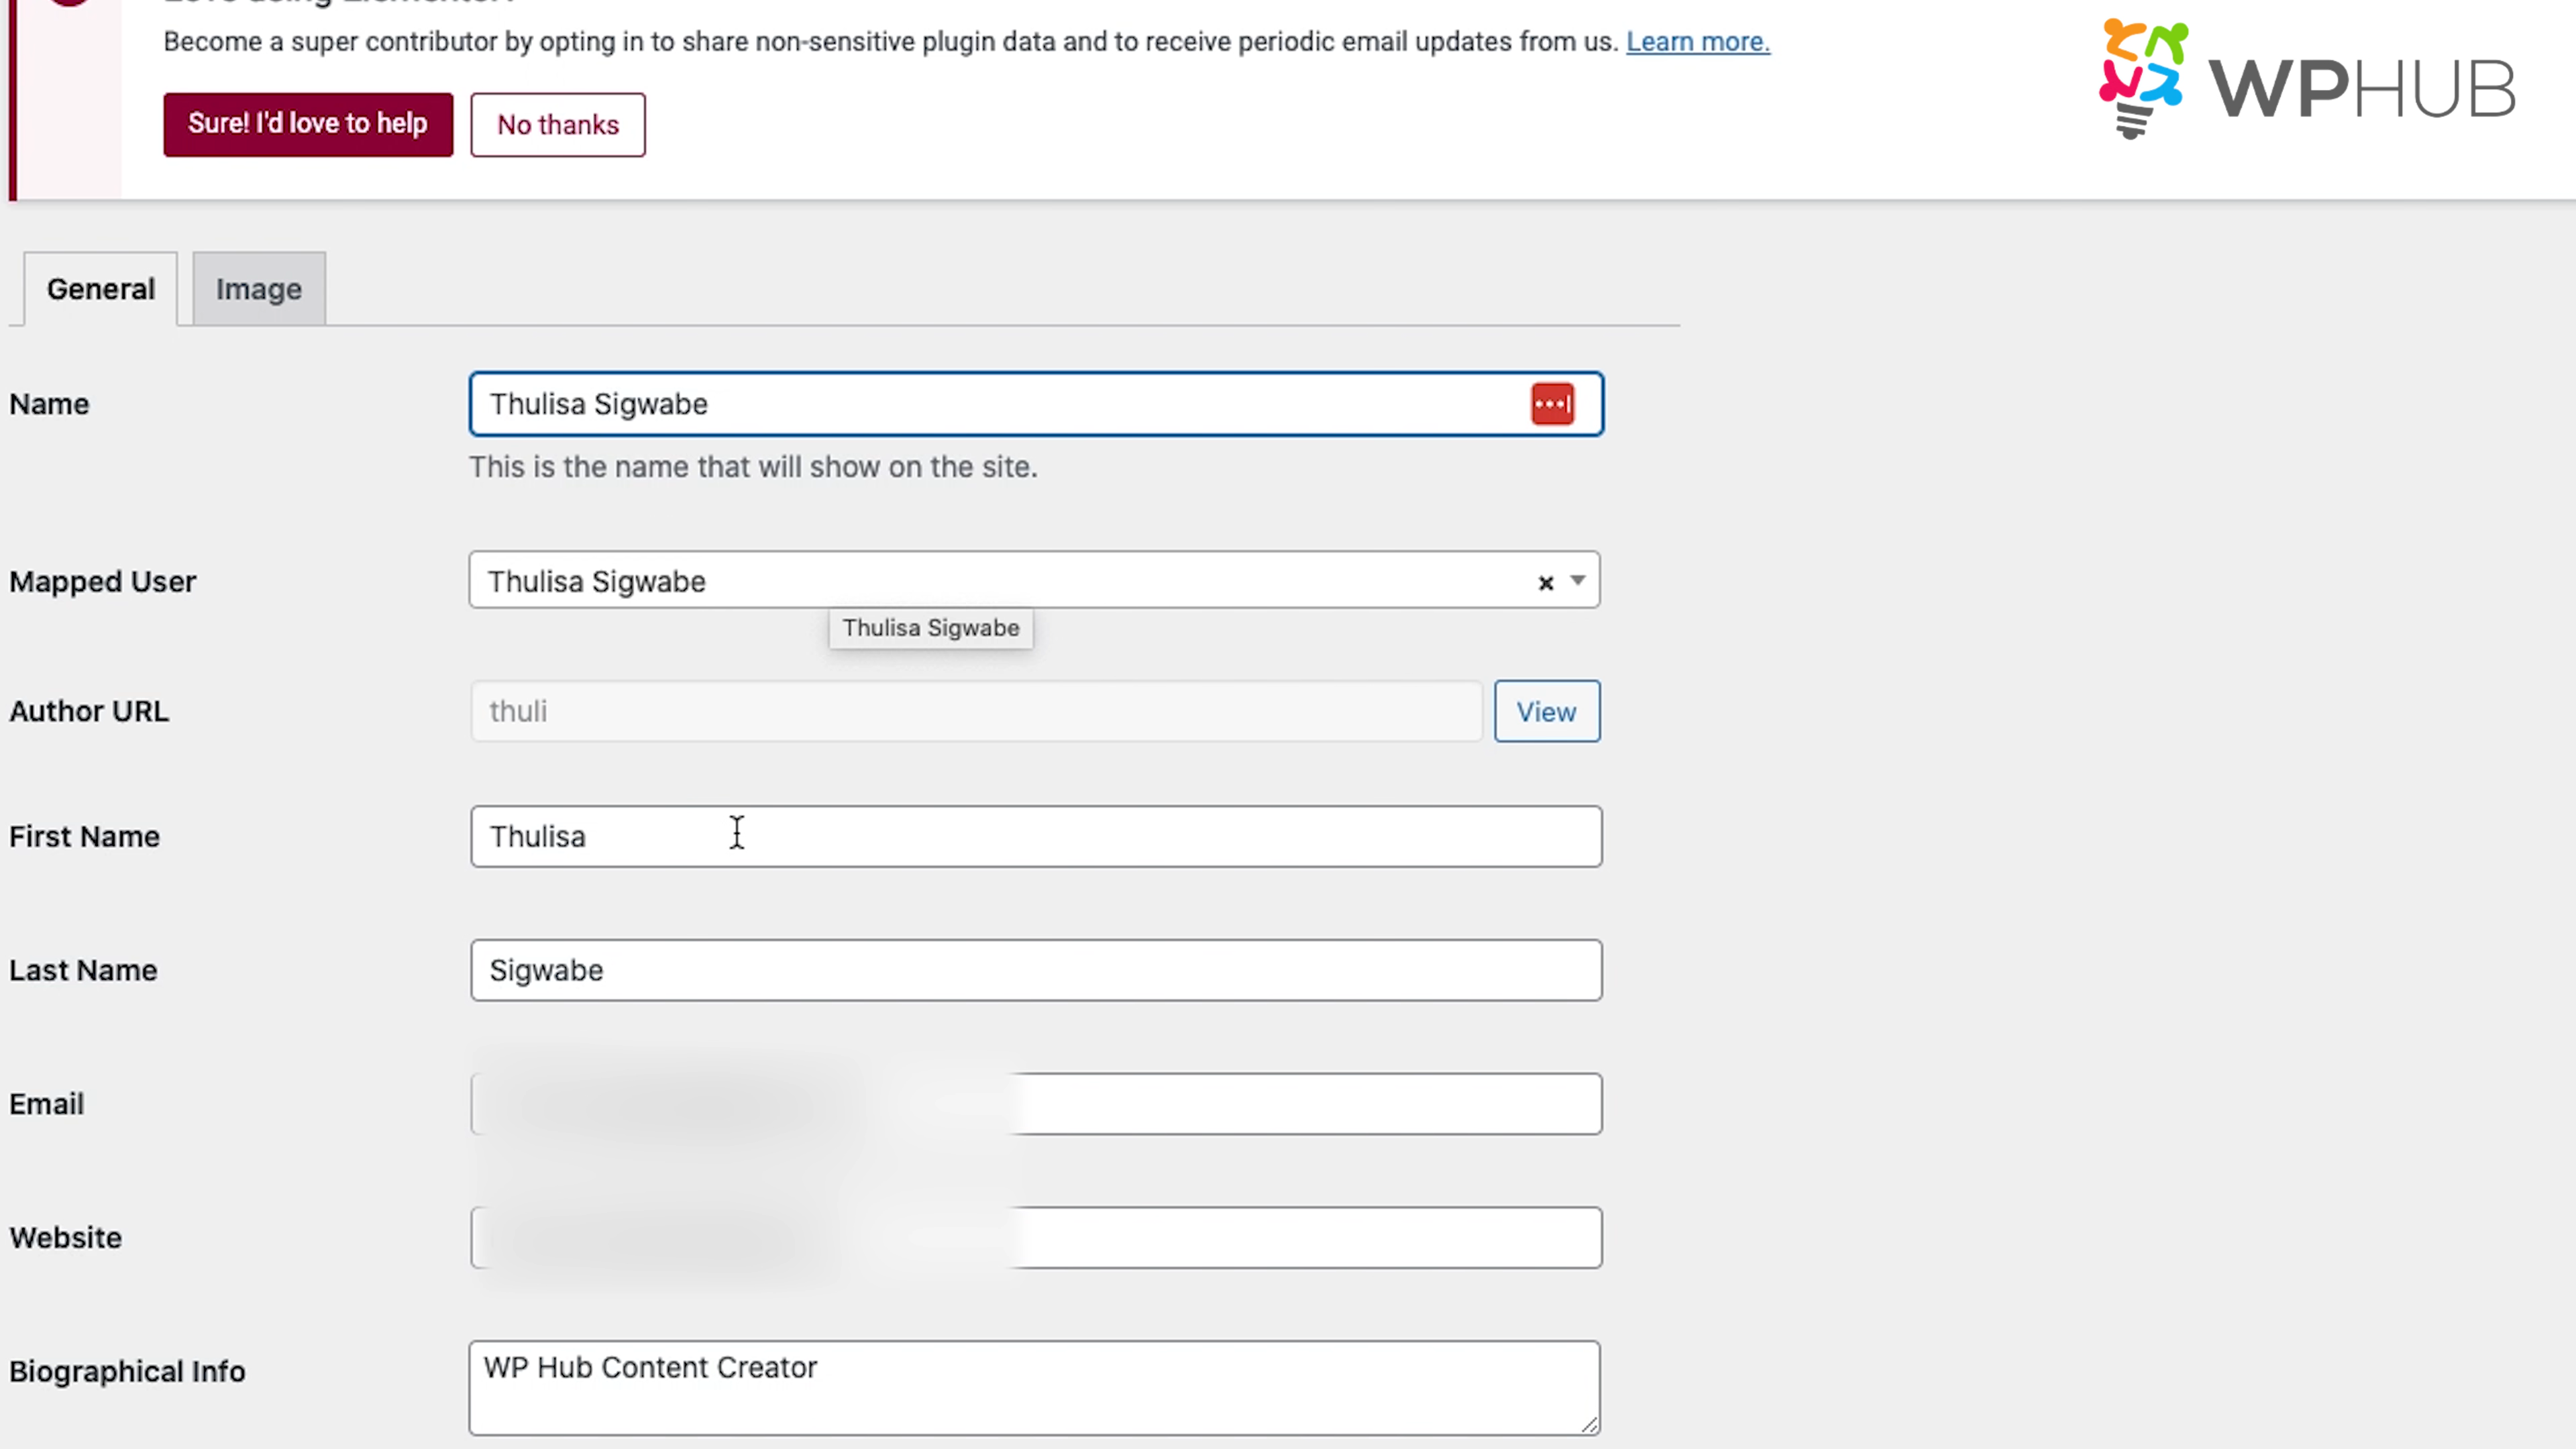 Become a super contributor by opting in to share non-sensitive plugin data and to receive periodic email updates from us. Learn more.
Sure! I'd love to help
No thanks
WPHUB
General
Image
Name
Thulisa Sigwabe
This is the name that will show on the site.
Mapped User
Thulisa Sigwabe
Thulisa Sigwabe
Author URL
thuli
View
First Name
Thulisa
Last Name
Sigwabe
Email
Website
Biographical Info
WP Hub Content Creator